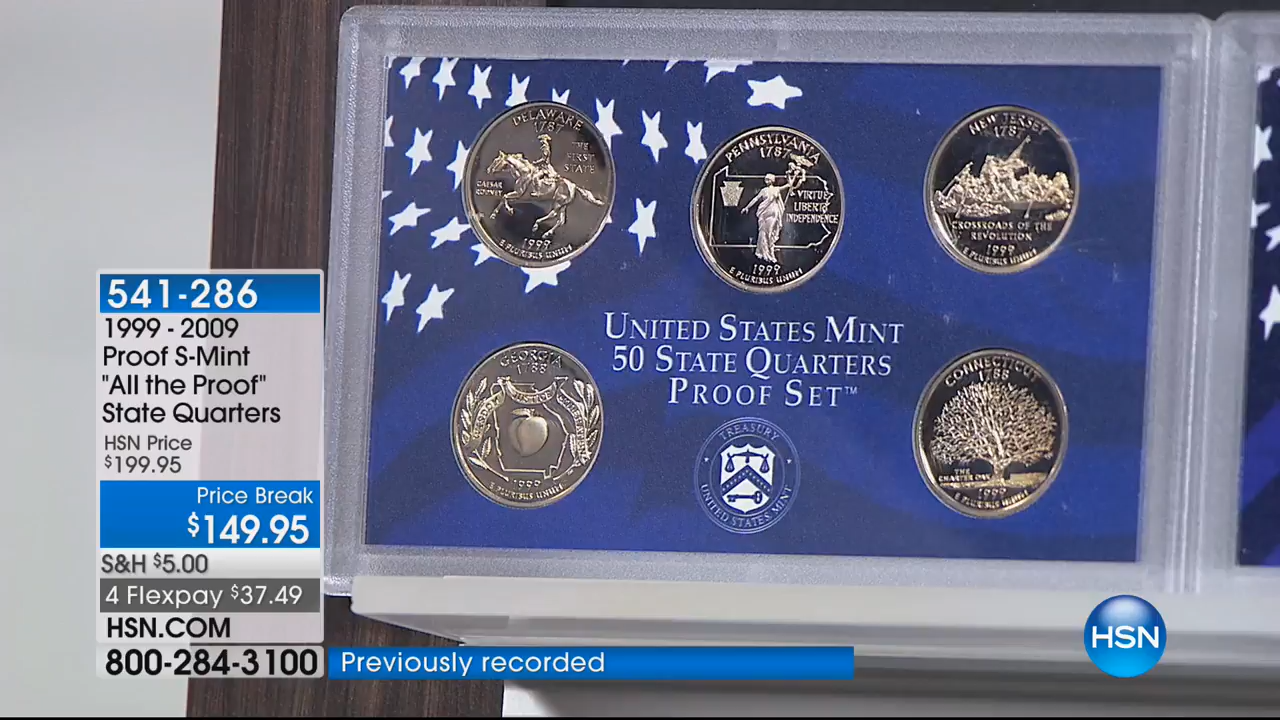 541-286
1999 - 2009
Proof S-Mint
"All the Proof"
State Quarters
HSN Price
$199.95
Price Break
$149.95
S&H $5.00
4 Flexpay $37.49
HSN.COM
800-284-3100
Previously recorded
HSN
DELAWARE
1787
THE
FIRST
STATE
CAESAR
RODNEY
1999
E PLURIBUS UNUM
PENNSYLVANIA
1787
VIRTUE
LIBERTY
INDEPENDENCE
1999
E PLURIBUS UNUM
NEW JERSEY
1787
CROSSROADS OF THE
REVOLUTION
1999
E PLURIBUS UNUM
UNITED STATES MINT
50 STATE QUARTERS
PROOF SET™
GEORGIA
1788
1999
E PLURIBUS UNUM
TREASURY
UNITED STATES MINT
CONNECTICUT
1788
THE
CHARTER OAK
1999
E PLURIBUS UNUM